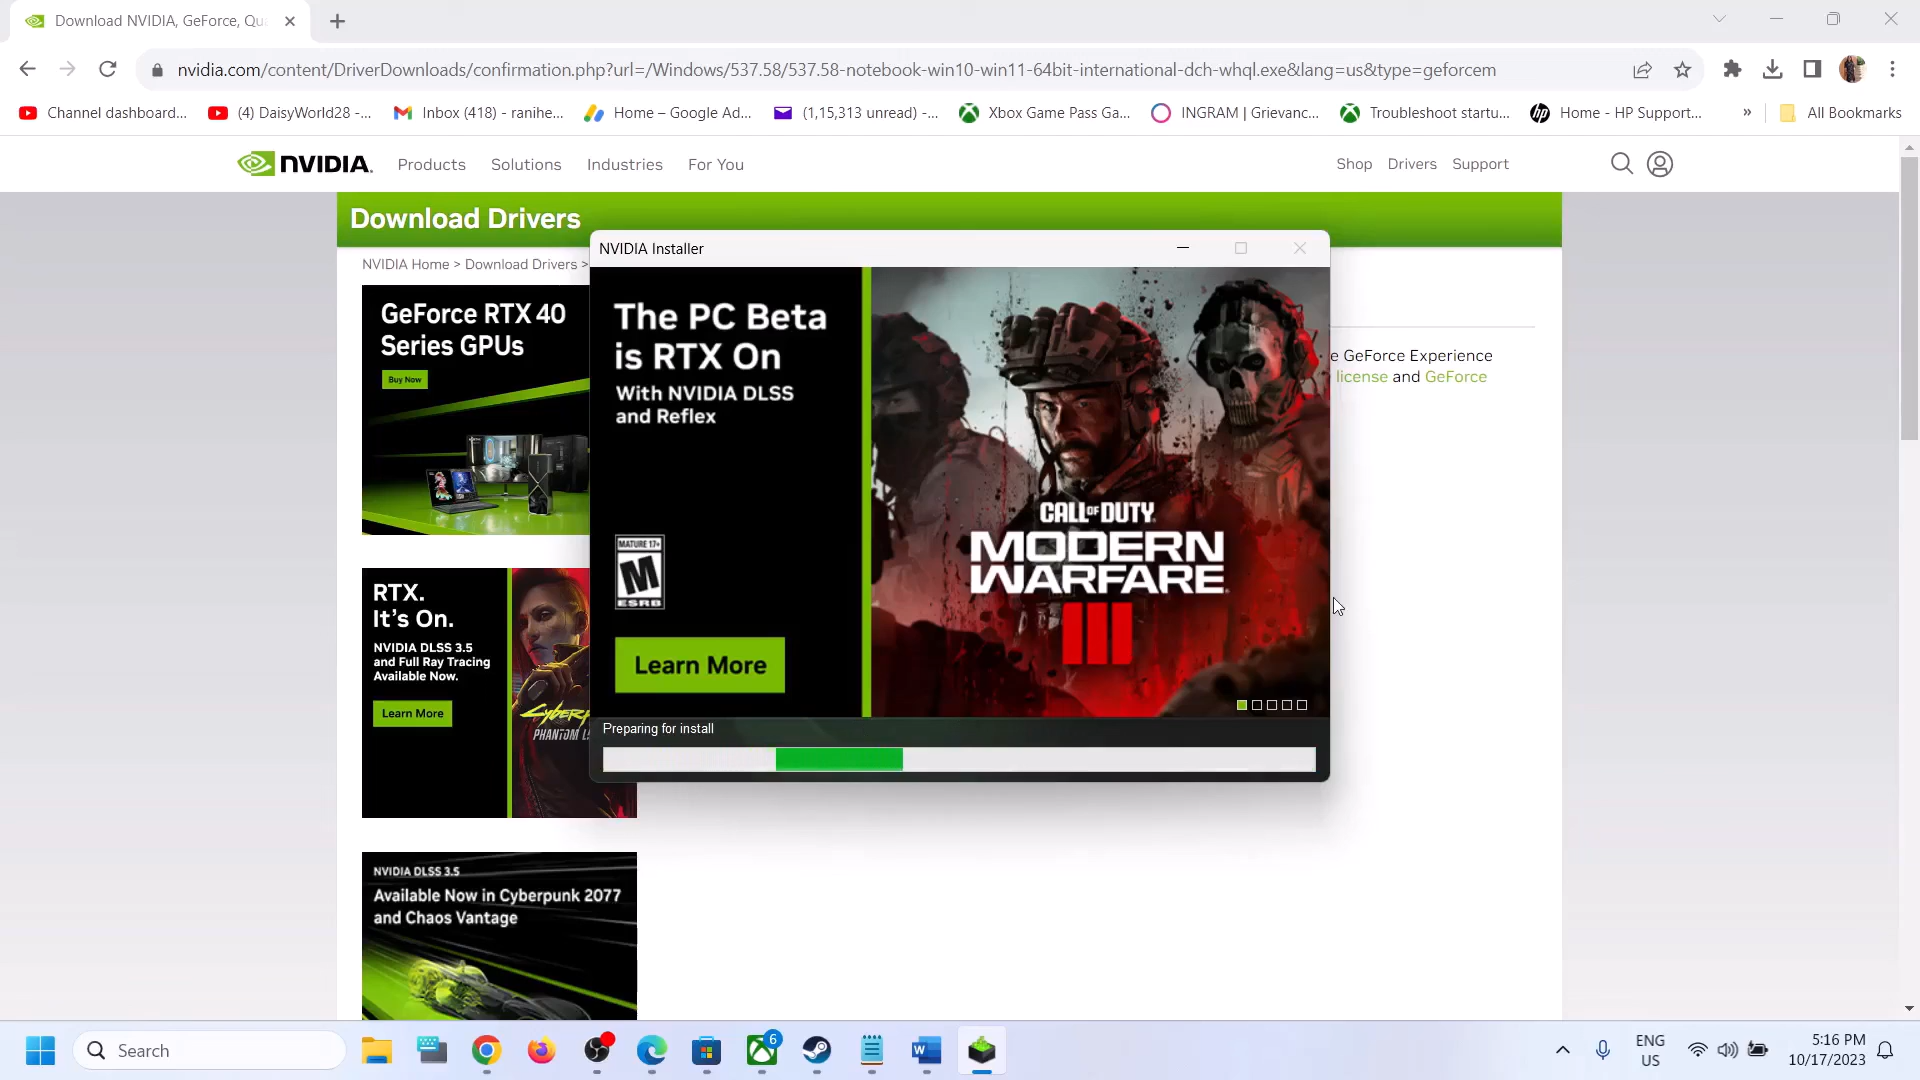 Download NVIDIA, GeForce, Qua
nvidia.com/content/DriverDownloads/confirmation.php?url=/Windows/537.58/537.58-notebook-win10-win11-64bit-international-dch-whql.exe&lang=us&type=geforcem
Channel dashboard...
(4) DaisyWorld28 -...
Inbox (418) - ranihe...
Home – Google Ad...
(1,15,313 unread) -...
Xbox Game Pass Ga...
INGRAM | Grievanc...
Troubleshoot startu...
Home - HP Support...
»
All Bookmarks
NVIDIA.
Products
Solutions
Industries
For You
Shop
Drivers
Support
Download Drivers
NVIDIA Home > Download Drivers >
GeForce RTX 40
Series GPUs
Buy Now
e GeForce Experience
license and GeForce
NVIDIA Installer
The PC Beta
is RTX On
With NVIDIA DLSS
and Reflex
MATURE 17+
M
ESRB
Learn More
CALL OF DUTY
MODERN
WARFARE
III
Preparing for install
RTX.
It's On.
NVIDIA DLSS 3.5
and Full Ray Tracing
Available Now.
Learn More
PHANTOM
NVIDIA DLSS 3.5
Available Now in Cyberpunk 2077
and Chaos Vantage
Search
6
ENG
US
5:16 PM
10/17/2023